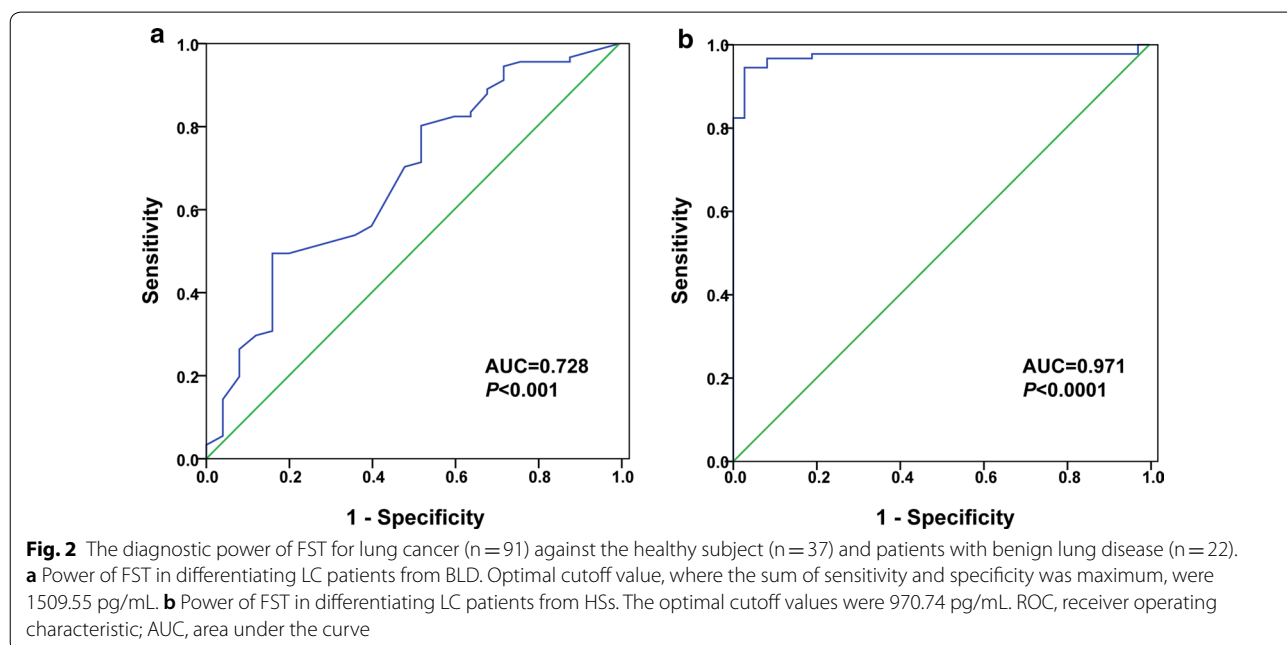 a
1.0
0.8
0.6
0.4
0.2
0.0
Sensitivity
AUC=0.728
P<0.001
0.0 0.2 0.4 0.6 0.8 1.0
1 - Specificity
b
1.0
0.8
0.6
0.4
0.2
0.0
Sensitivity
AUC=0.971
P<0.0001
0.0 0.2 0.4 0.6 0.8 1.0
1 - Specificity
Fig. 2 The diagnostic power of FST for lung cancer (n = 91) against the healthy subject (n = 37) and patients with benign lung disease (n = 22).
a Power of FST in differentiating LC patients from BLD. Optimal cutoff value, where the sum of sensitivity and specificity was maximum, were
1509.55 pg/mL. b Power of FST in differentiating LC patients from HSs. The optimal cutoff values were 970.74 pg/mL. ROC, receiver operating
characteristic; AUC, area under the curve